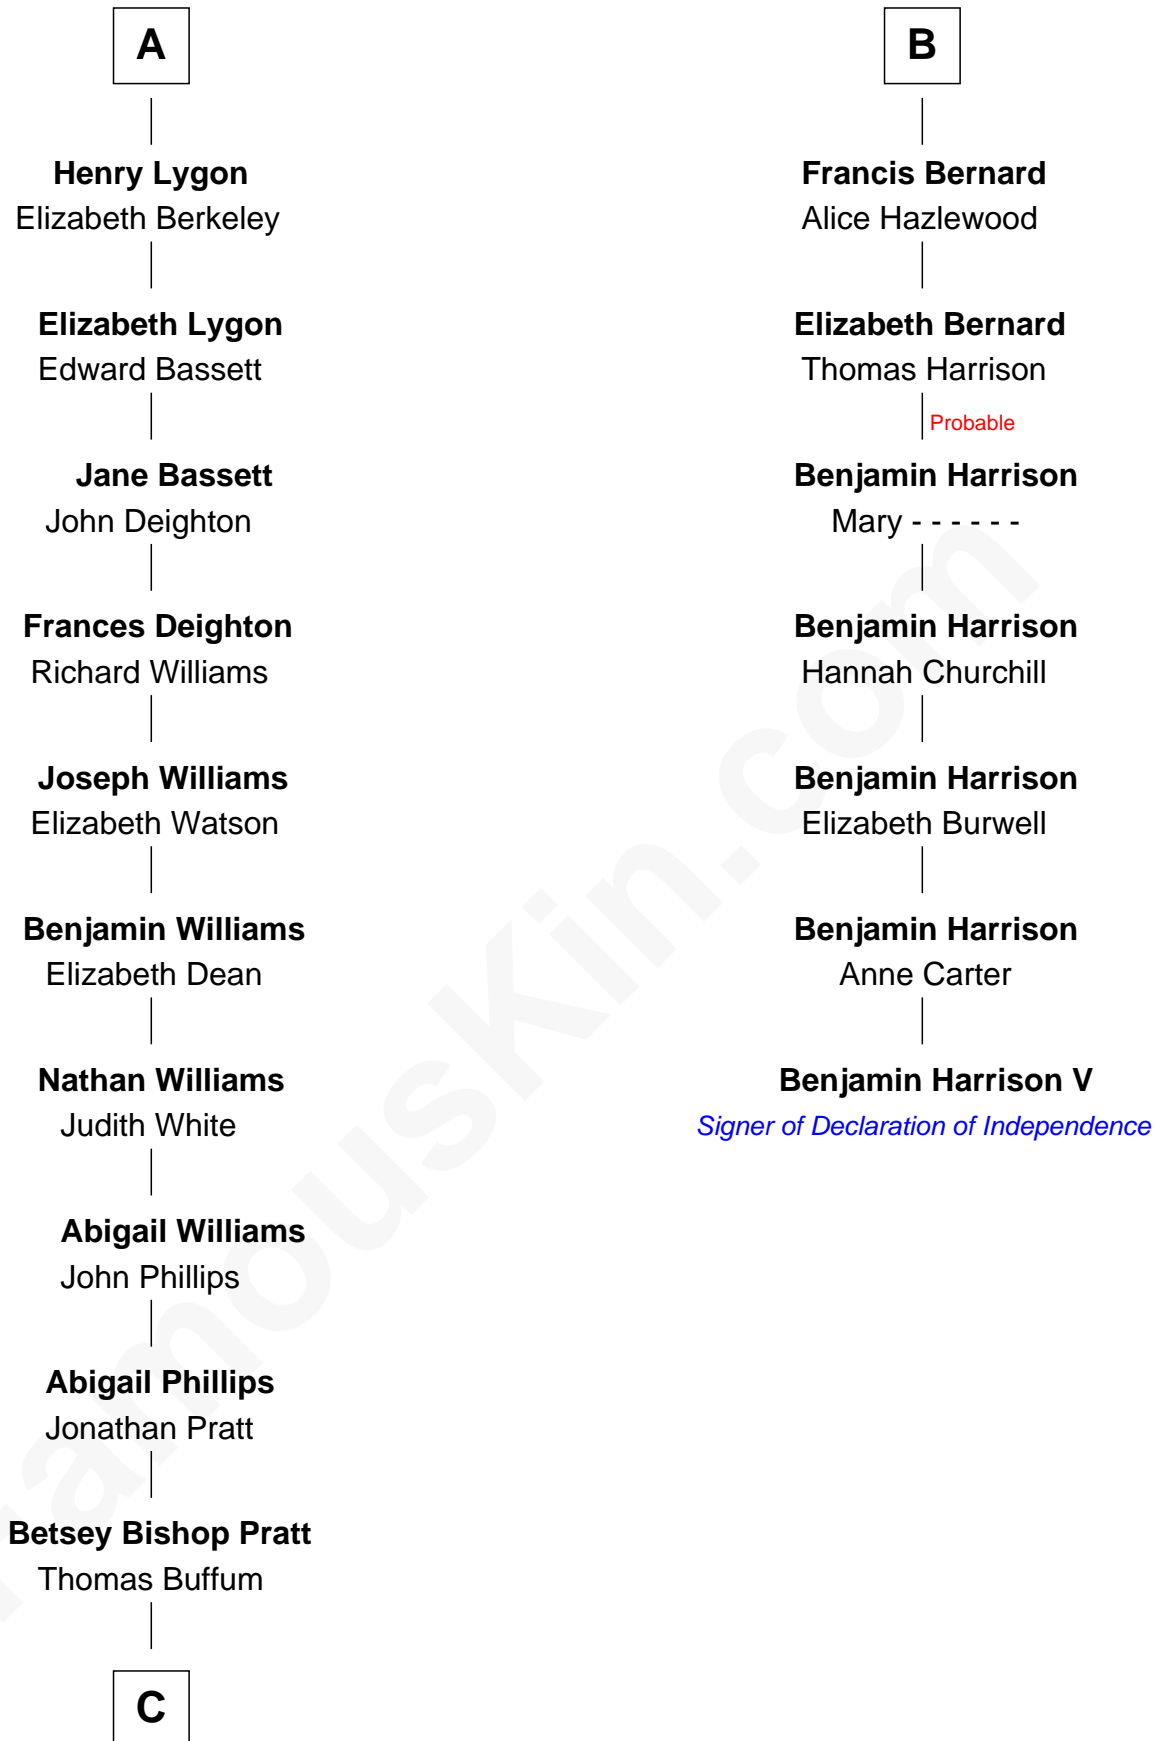 A
Henry Lygon
Elizabeth Berkeley
Elizabeth Lygon
Edward Bassett
Jane Bassett
John Deighton
Frances Deighton
Richard Williams
Joseph Williams
Elizabeth Watson
Benjamin Williams
Elizabeth Dean
Nathan Williams
Judith White
Abigail Williams
John Phillips
Abigail Phillips
Jonathan Pratt
Betsey Bishop Pratt
Thomas Buffum
C
B
Francis Bernard
Alice Hazlewood
Elizabeth Bernard
Thomas Harrison
Probable
Benjamin Harrison
Mary - - - - - -
Benjamin Harrison
Hannah Churchill
Benjamin Harrison
Elizabeth Burwell
Benjamin Harrison
Anne Carter
Benjamin Harrison V
Signer of Declaration of Independence
FamousKin.com